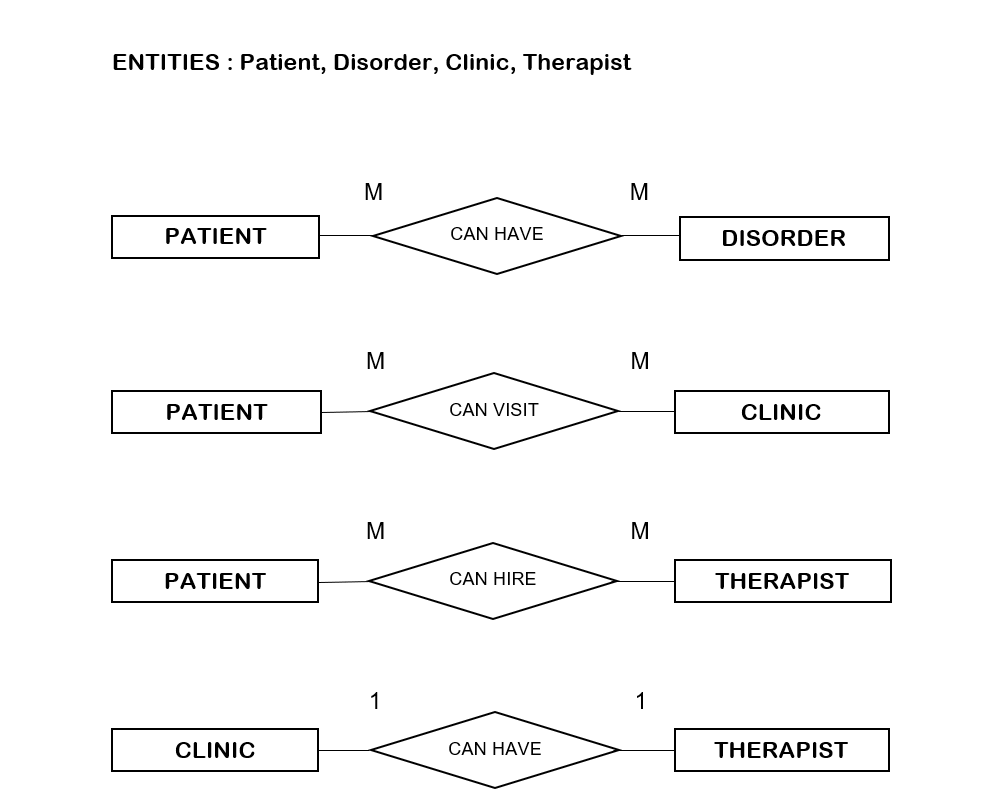 ENTITIES : Patient, Disorder, Clinic, Therapist
M M
PATIENT CAN HAVE DISORDER
M M
PATIENT CAN VISIT CLINIC
M M
PATIENT CAN HIRE THERAPIST
1 1
CLINIC CAN HAVE THERAPIST